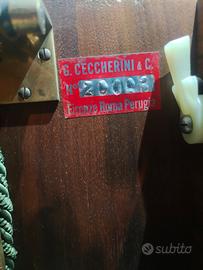 G. CECCHERINI & C.
N° 20003
Firenze Roma Perugia
subito